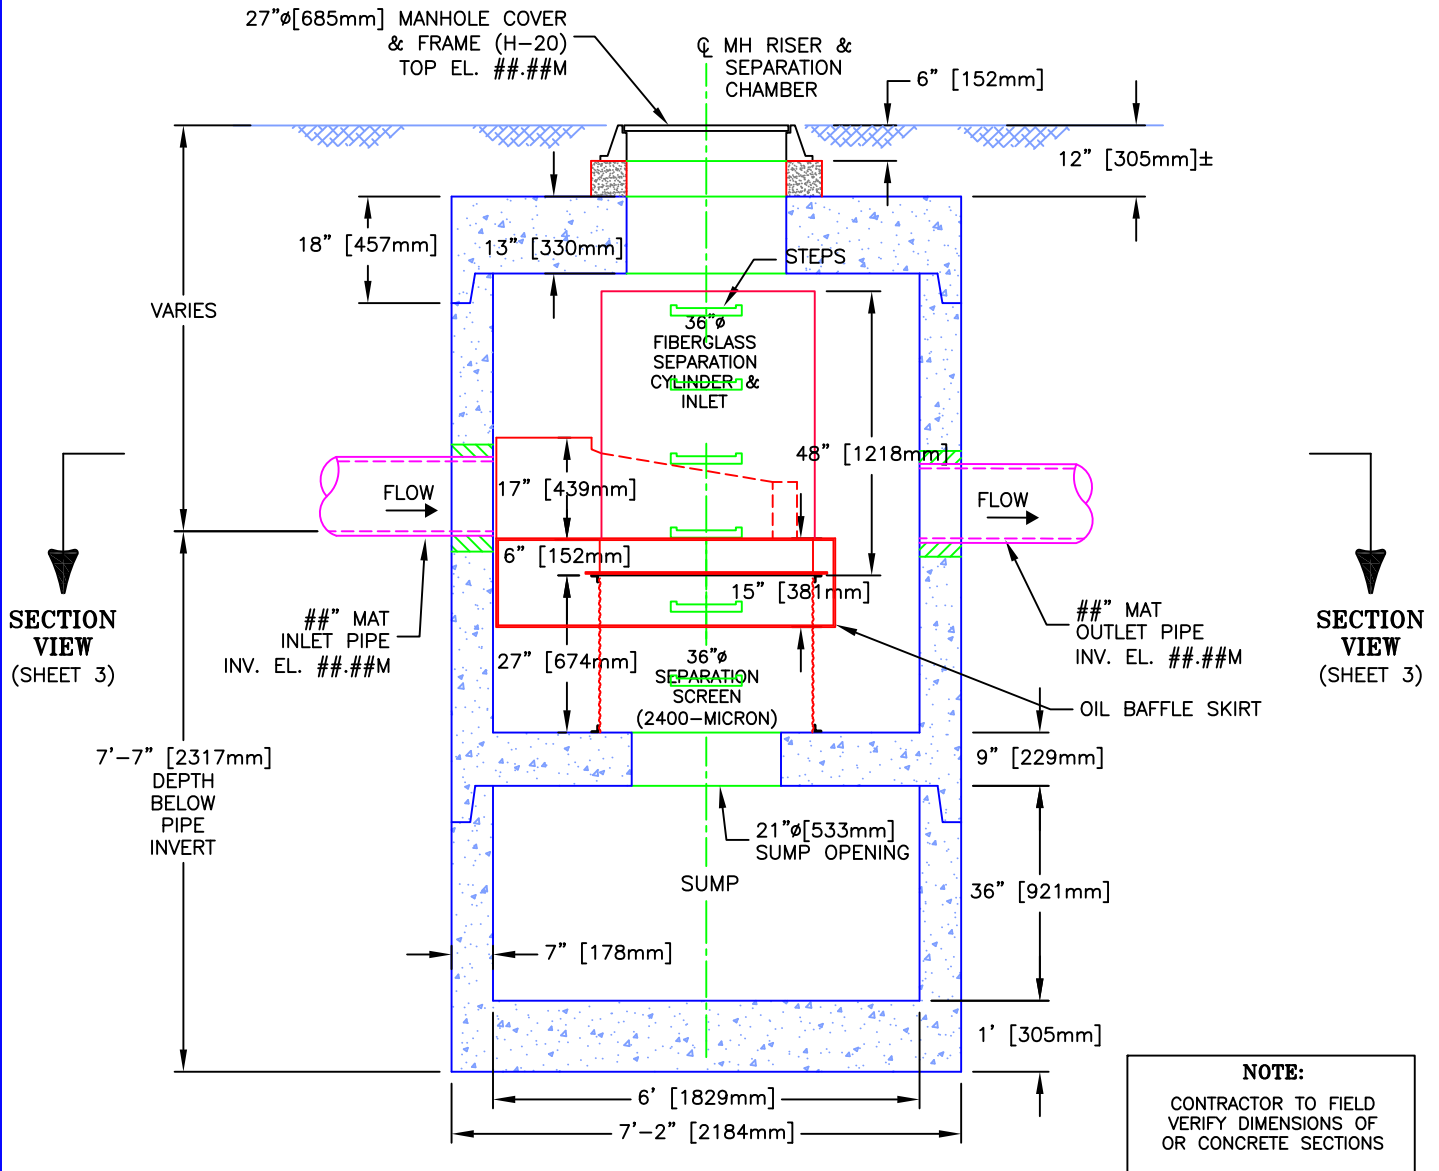 27”ø[685mm] MANHOLE COVER
& FRAME (H-20)
TOP EL. ##.##M
℄ MH RISER &
SEPARATION
CHAMBER
6” [152mm]
12” [305mm]±
18” [457mm]
13” [330mm]
STEPS
VARIES
36”ø
FIBERGLASS
SEPARATION
CYLINDER &
INLET
48” [1218mm]
17” [439mm]
FLOW
FLOW
6” [152mm]
15” [381mm]
SECTION
VIEW
(SHEET 3)
##” MAT
INLET PIPE
INV. EL. ##.##M
##” MAT
OUTLET PIPE
INV. EL. ##.##M
SECTION
VIEW
(SHEET 3)
27” [674mm]
36”ø
SEPARATION
SCREEN
(2400-MICRON)
OIL BAFFLE SKIRT
7’-7” [2317mm]
DEPTH
BELOW
PIPE
INVERT
9” [229mm]
21”ø[533mm]
SUMP OPENING
SUMP
36” [921mm]
7” [178mm]
1’ [305mm]
6’ [1829mm]
7’-2” [2184mm]
NOTE:
CONTRACTOR TO FIELD
VERIFY DIMENSIONS OF
OR CONCRETE SECTIONS